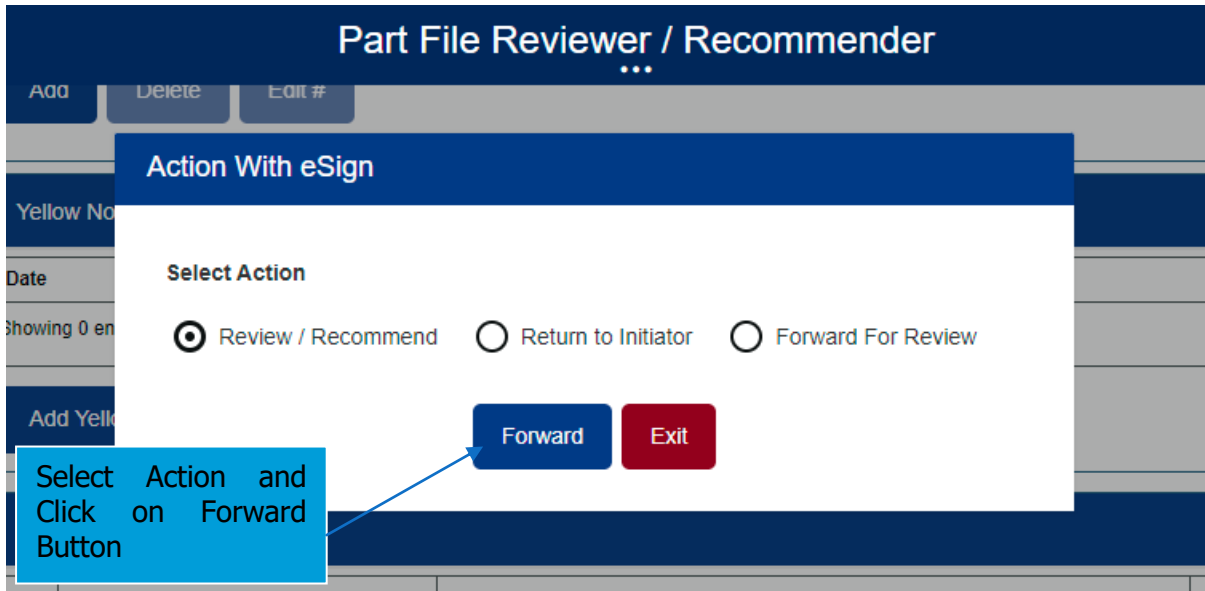 Part File Reviewer / Recommender
Add Delete Edit #
Action With eSign
Yellow No
Date
Select Action
Showing 0 en
Review / Recommend Return to Initiator Forward For Review
Add Yello
Forward Exit
Select Action and
Click on Forward
Button